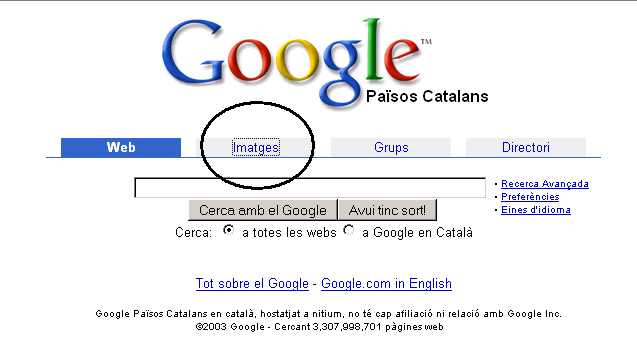 Google™
Països Catalans
Web Imatges Grups Directori
• Recerca Avançada
• Preferències
• Eines d'idioma
Cerca amb el Google Avui tinc sort!
Cerca: a totes les webs a Google en Català
Tot sobre el Google - Google.com in English
Google Països Catalans en català, hostatjat a nitium, no té cap afiliació ni relació amb Google Inc.
©2003 Google - Cercant 3,307,998,701 pàgines web